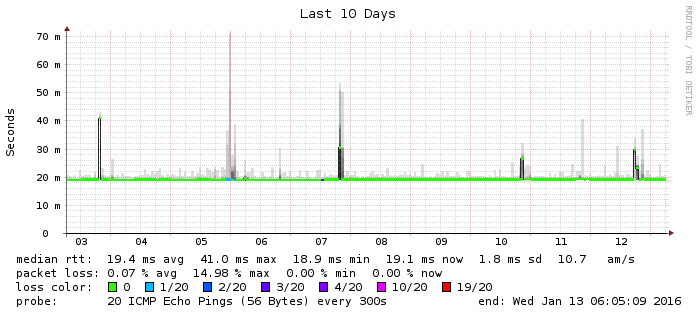 Last 10 Days
RRDTOOL / TOBI OETIKER
Seconds
70 m
60 m
50 m
40 m
30 m
20 m
10 m
0
03 04 05 06 07 08 09 10 11 12
median rtt: 19.4 ms avg 41.0 ms max 18.9 ms min 19.1 ms now 1.8 ms sd 10.7 am/s
packet loss: 0.07 % avg 14.98 % max 0.00 % min 0.00 % now
loss color: 0 1/20 2/20 3/20 4/20 10/20 19/20
probe: 20 ICMP Echo Pings (56 Bytes) every 300s end: Wed Jan 13 06:05:09 2016